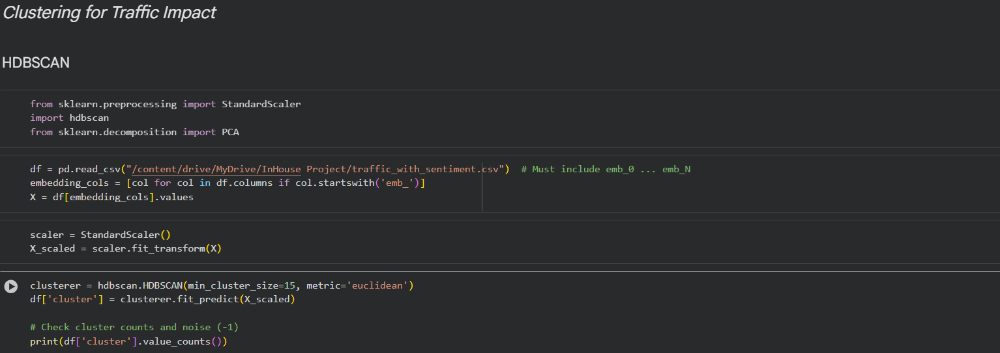 Clustering for Traffic Impact
HDBSCAN
from sklearn.preprocessing import StandardScaler
import hdbscan
from sklearn.decomposition import PCA
df = pd.read_csv("/content/drive/MyDrive/InHouse Project/traffic_with_sentiment.csv")  # Must include emb_0 ... emb_N
embedding_cols = [col for col in df.columns if col.startswith('emb_')]
X = df[embedding_cols].values
scaler = StandardScaler()
X_scaled = scaler.fit_transform(X)
clusterer = hdbscan.HDBSCAN(min_cluster_size=15, metric='euclidean')
df['cluster'] = clusterer.fit_predict(X_scaled)
# Check cluster counts and noise (-1)
print(df['cluster'].value_counts())